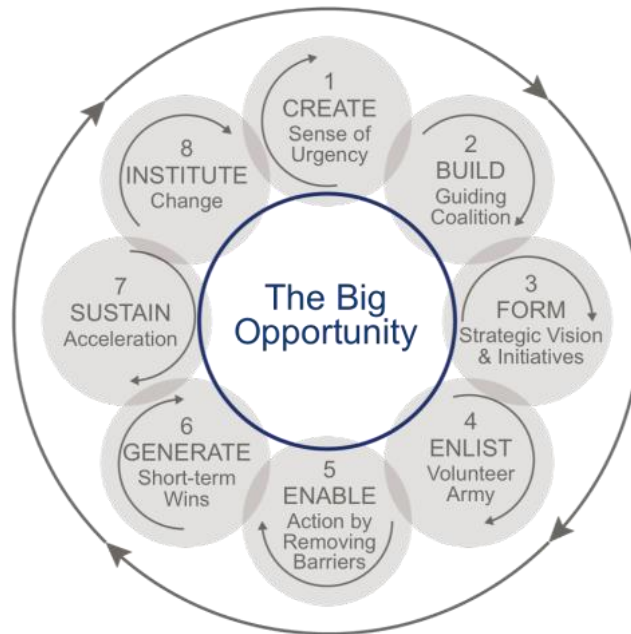 1
CREATE
Sense of
Urgency
2
BUILD
Guiding
Coalition
3
FORM
Strategic Vision
& Initiatives
4
ENLIST
Volunteer
Army
5
ENABLE
Action by
Removing
Barriers
6
GENERATE
Short-term
Wins
7
SUSTAIN
Acceleration
8
INSTITUTE
Change
The Big
Opportunity